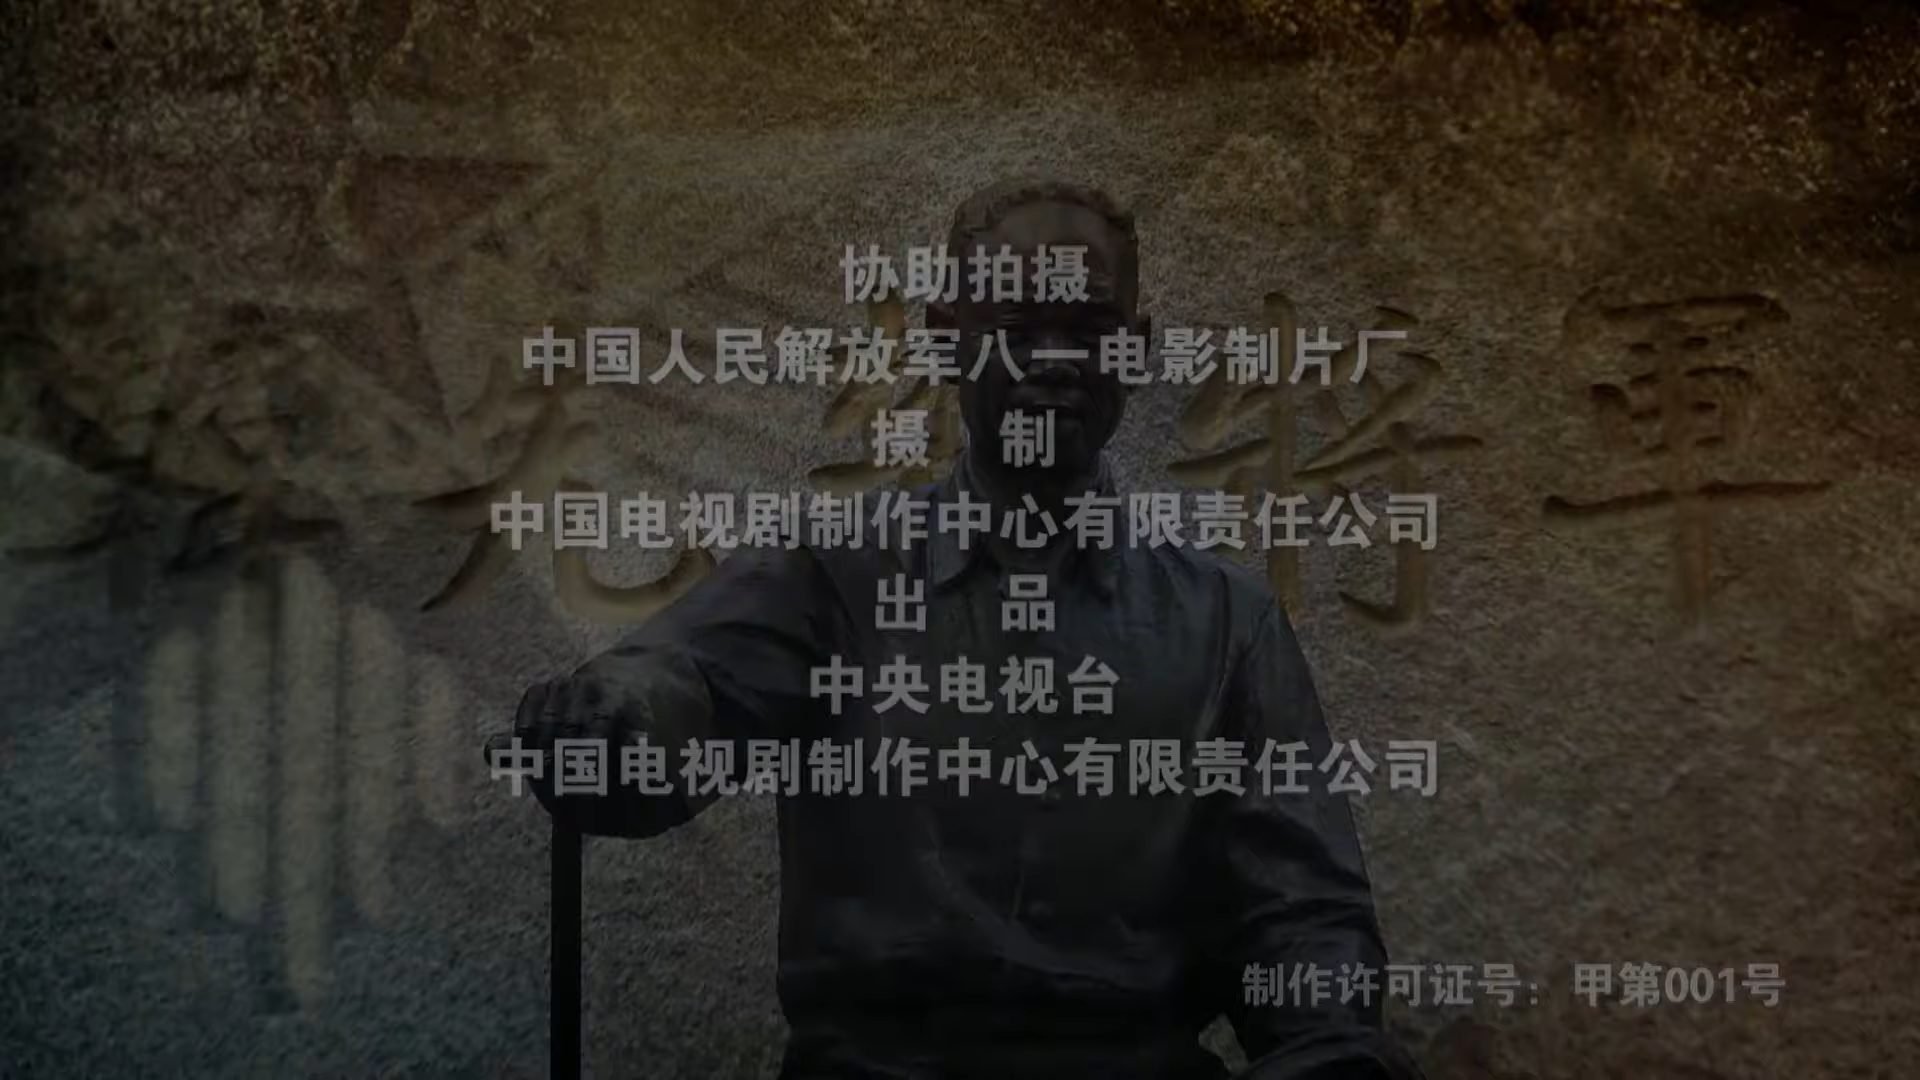 协助拍摄
中国人民解放军八一电影制片厂
摄 制
中国电视剧制作中心有限责任公司
出 品
中央电视台
中国电视剧制作中心有限责任公司
制作许可证号：甲第001号
将軍